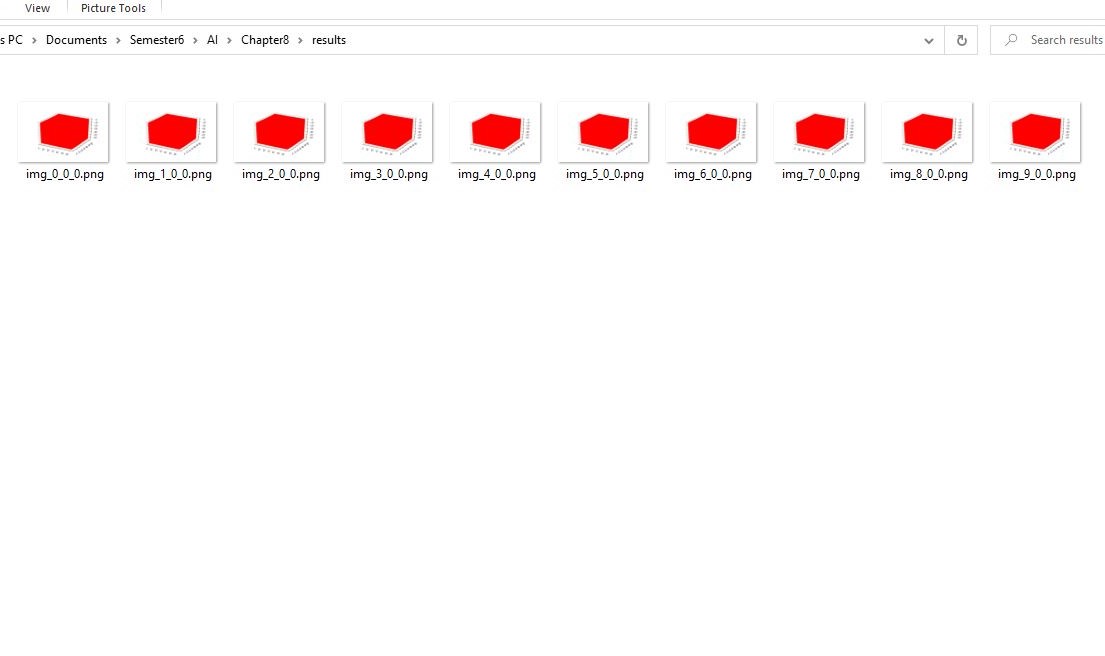 View Picture Tools
s PC > Documents > Semester6 > AI > Chapter8 > results Search results
img_0_0_0.png img_1_0_0.png img_2_0_0.png img_3_0_0.png img_4_0_0.png img_5_0_0.png img_6_0_0.png img_7_0_0.png img_8_0_0.png img_9_0_0.png